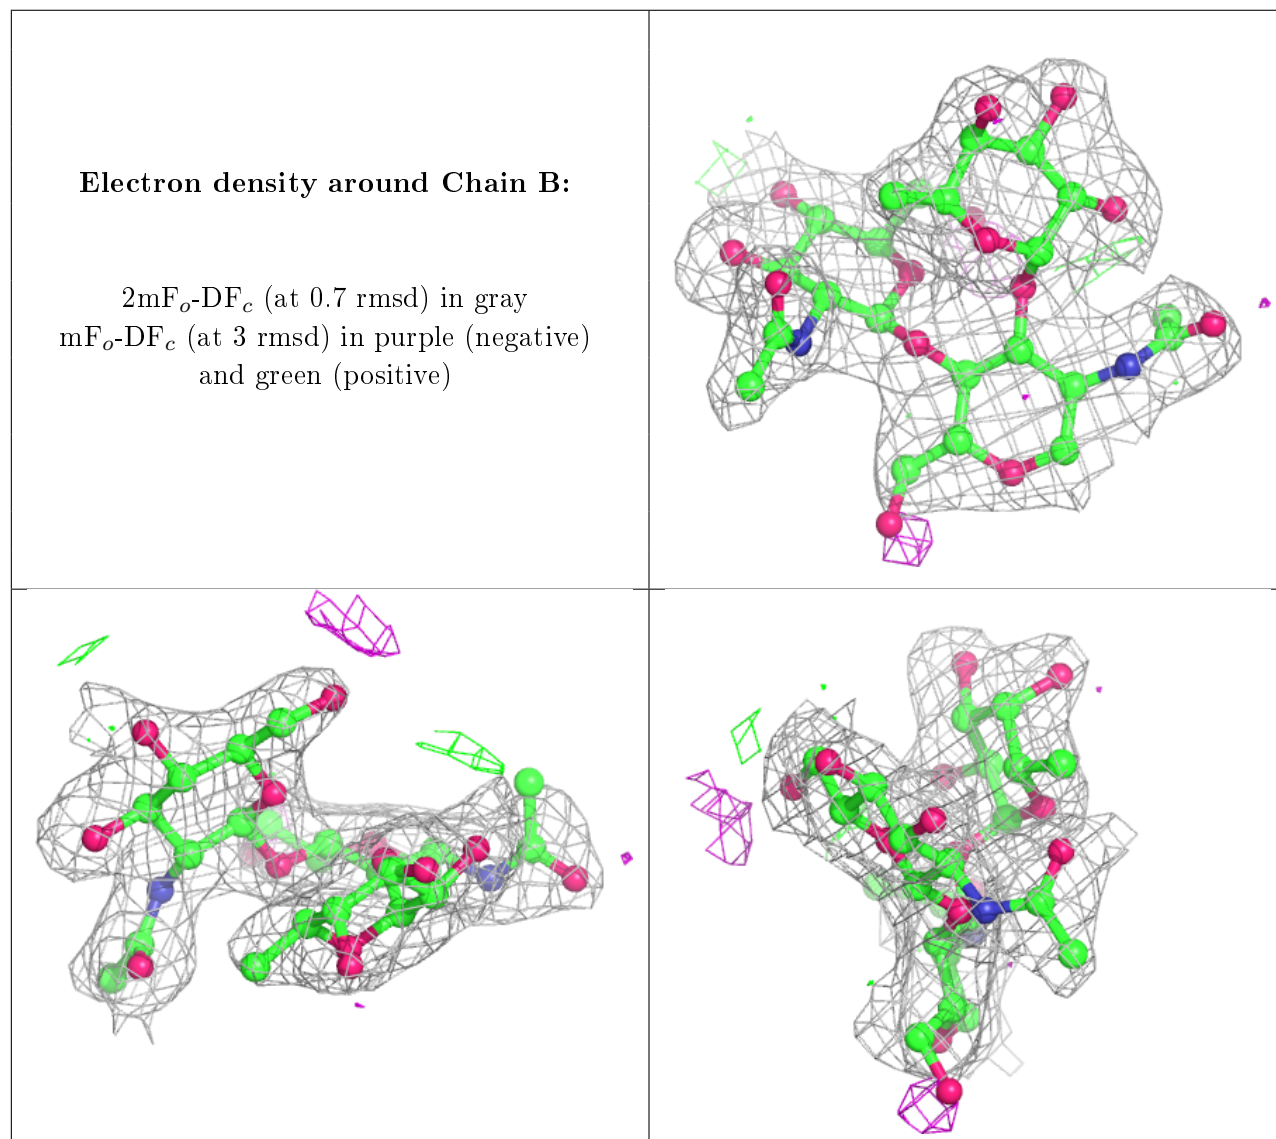 Electron density around Chain B:
2mFₒ-DF𝒸 (at 0.7 rmsd) in gray
mFₒ-DF𝒸 (at 3 rmsd) in purple (negative)
and green (positive)